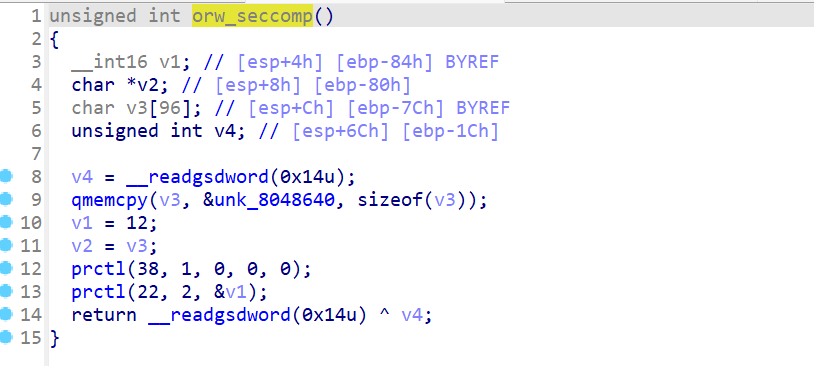 1 unsigned int orw_seccomp()
2 {
3 __int16 v1; // [esp+4h] [ebp-84h] BYREF
4 char *v2; // [esp+8h] [ebp-80h]
5 char v3[96]; // [esp+Ch] [ebp-7Ch] BYREF
6 unsigned int v4; // [esp+6Ch] [ebp-1Ch]
7
8 v4 = __readgsdword(0x14u);
9 qmemcpy(v3, &unk_8048640, sizeof(v3));
10 v1 = 12;
11 v2 = v3;
12 prctl(38, 1, 0, 0, 0);
13 prctl(22, 2, &v1);
14 return __readgsdword(0x14u) ^ v4;
15 }